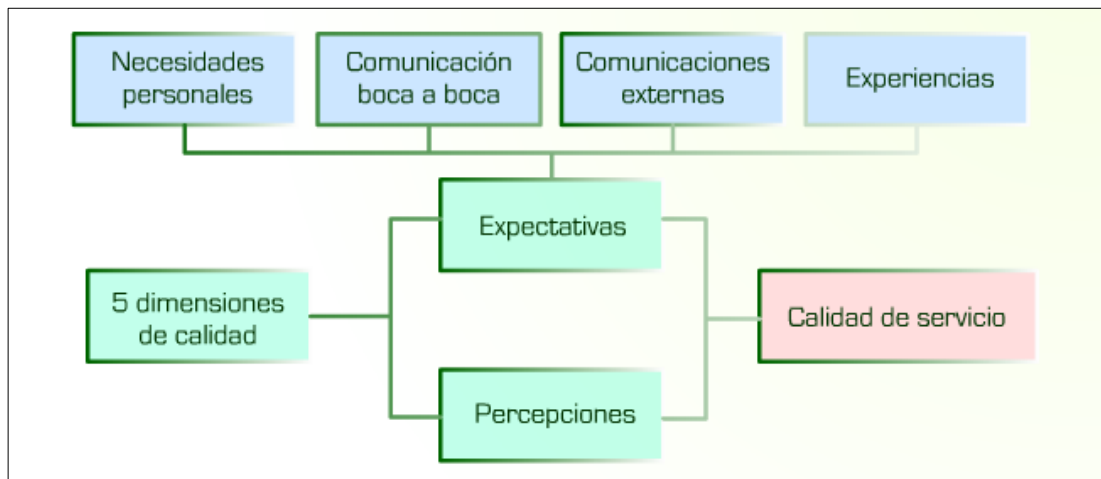 Necesidades
personales
Comunicación
boca a boca
Comunicaciones
externas
Experiencias
Expectativas
5 dimensiones
de calidad
Calidad de servicio
Percepciones